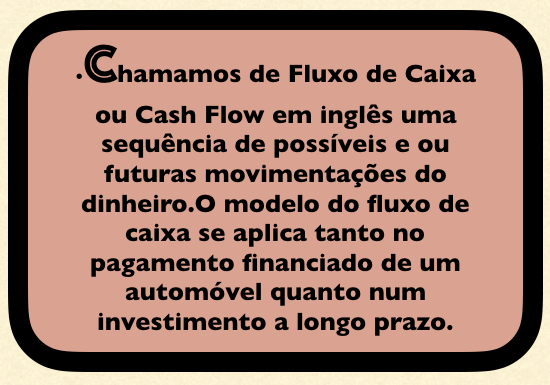 .Chamamos de Fluxo de Caixa
ou Cash Flow em inglês uma
sequência de possíveis e ou
futuras movimentações do
dinheiro.O modelo do fluxo de
caixa se aplica tanto no
pagamento financiado de um
automóvel quanto num
investimento a longo prazo.